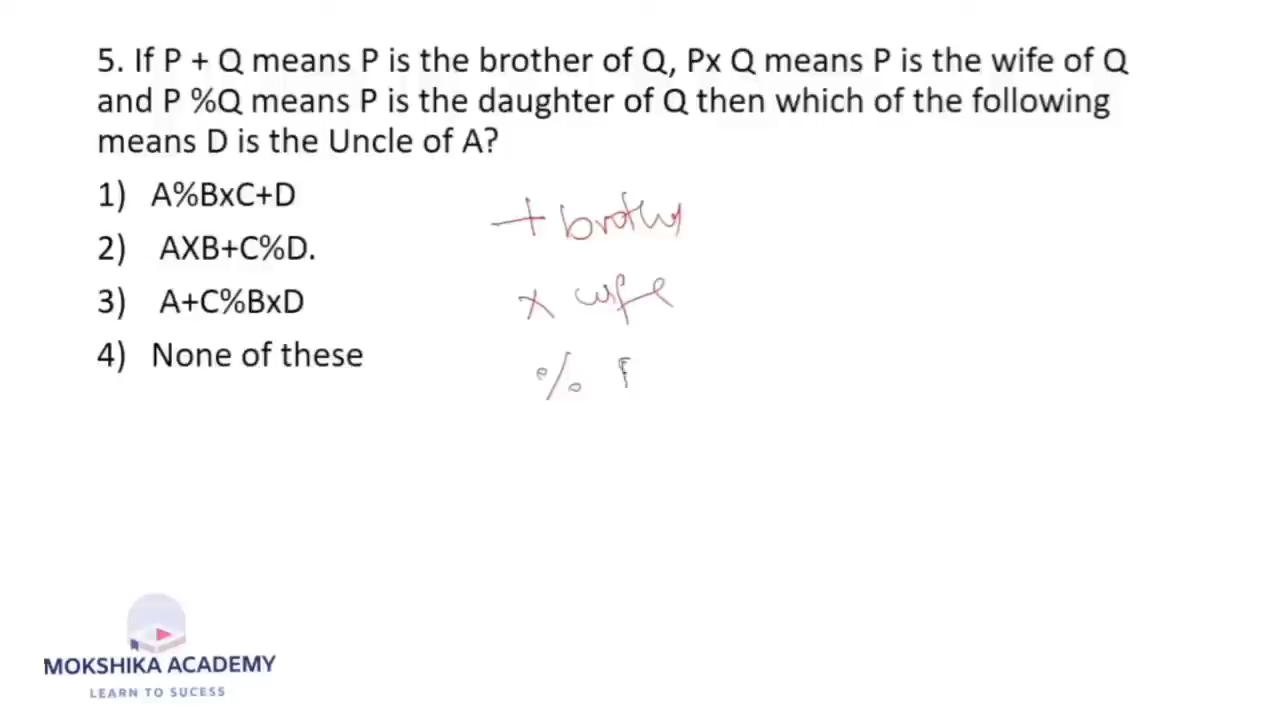 5. If P + Q means P is the brother of Q, Px Q means P is the wife of Q
and P %Q means P is the daughter of Q then which of the following
means D is the Uncle of A?
1) A%BxC+D
2) AXB+C%D.
3) A+C%BxD
4) None of these
+ brother
x wife
%
MOKSHIKA ACADEMY
LEARN TO SUCESS